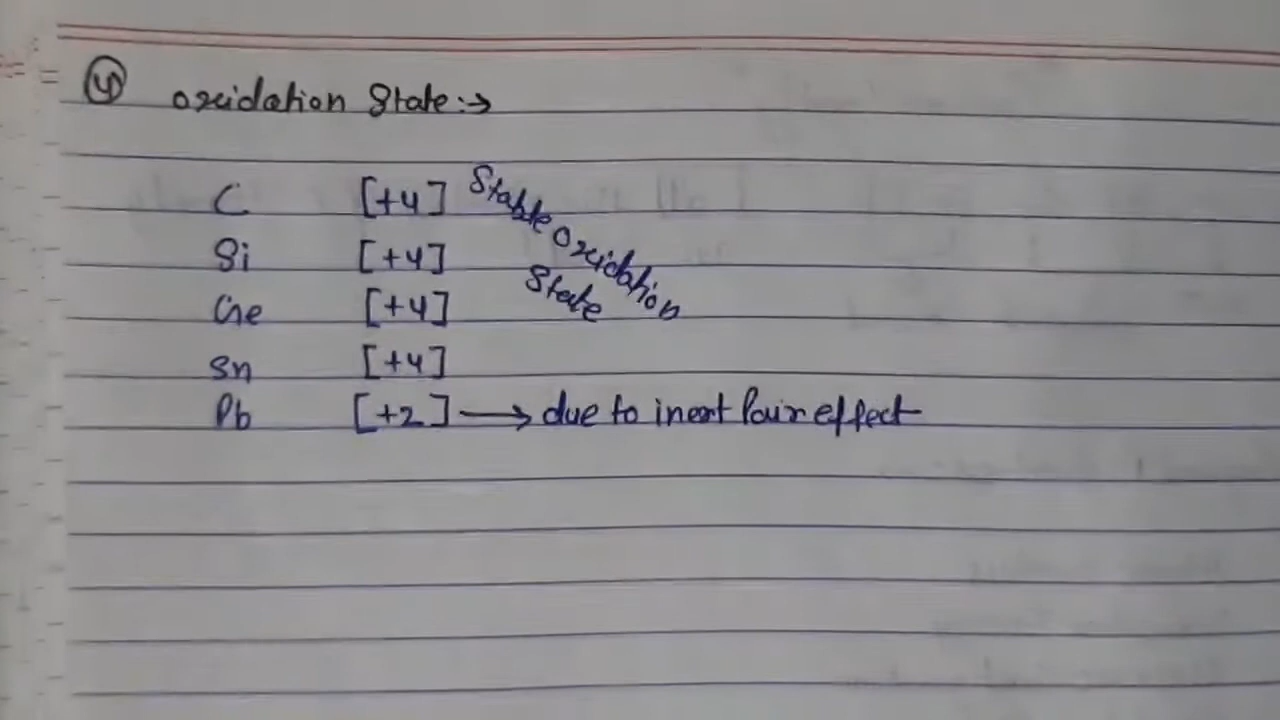 ④ oxidation State:→
C [+4] Stable oxidation
State
Si [+4]
Ge [+4]
Sn [+4]
Pb [+2] → due to inert Pair effect